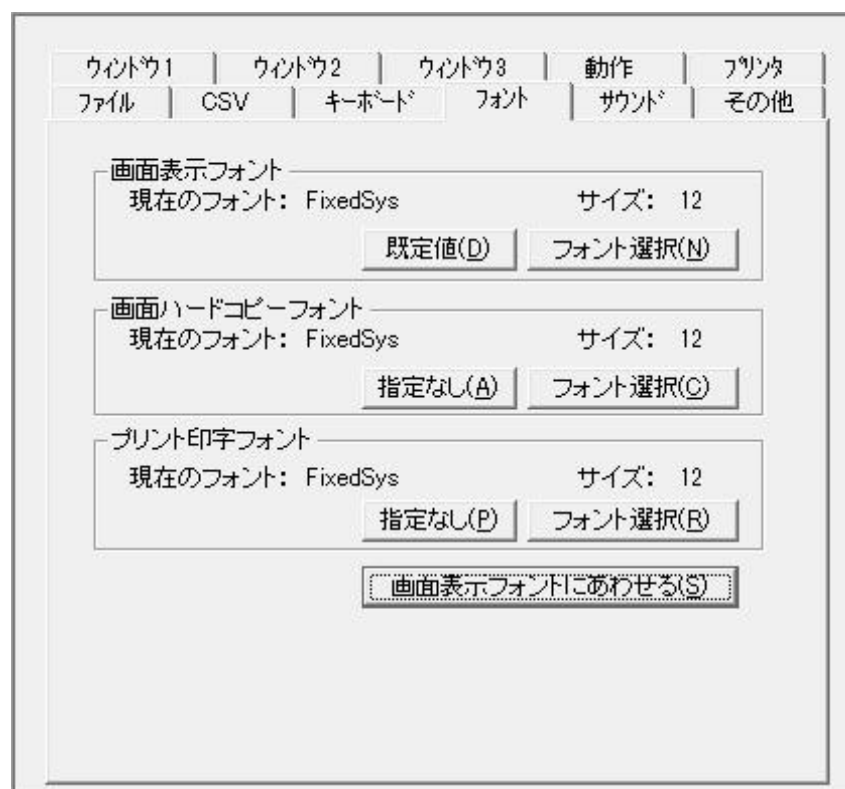 ｳｨﾝﾄﾞｳ1 ｳｨﾝﾄﾞｳ2 ｳｨﾝﾄﾞｳ3 動作 ﾌﾟﾘﾝﾀ
ﾌｧｲﾙ CSV ｷｰﾎﾞｰﾄﾞ ﾌｫﾝﾄ ｻｳﾝﾄﾞ その他
画面表示フォント
現在のフォント： FixedSys サイズ： 12
既定値(D) フォント選択(N)
画面ハードコピーフォント
現在のフォント： FixedSys サイズ： 12
指定なし(A) フォント選択(C)
プリント印字フォント
現在のフォント： FixedSys サイズ： 12
指定なし(P) フォント選択(R)
画面表示フォントにあわせる(S)